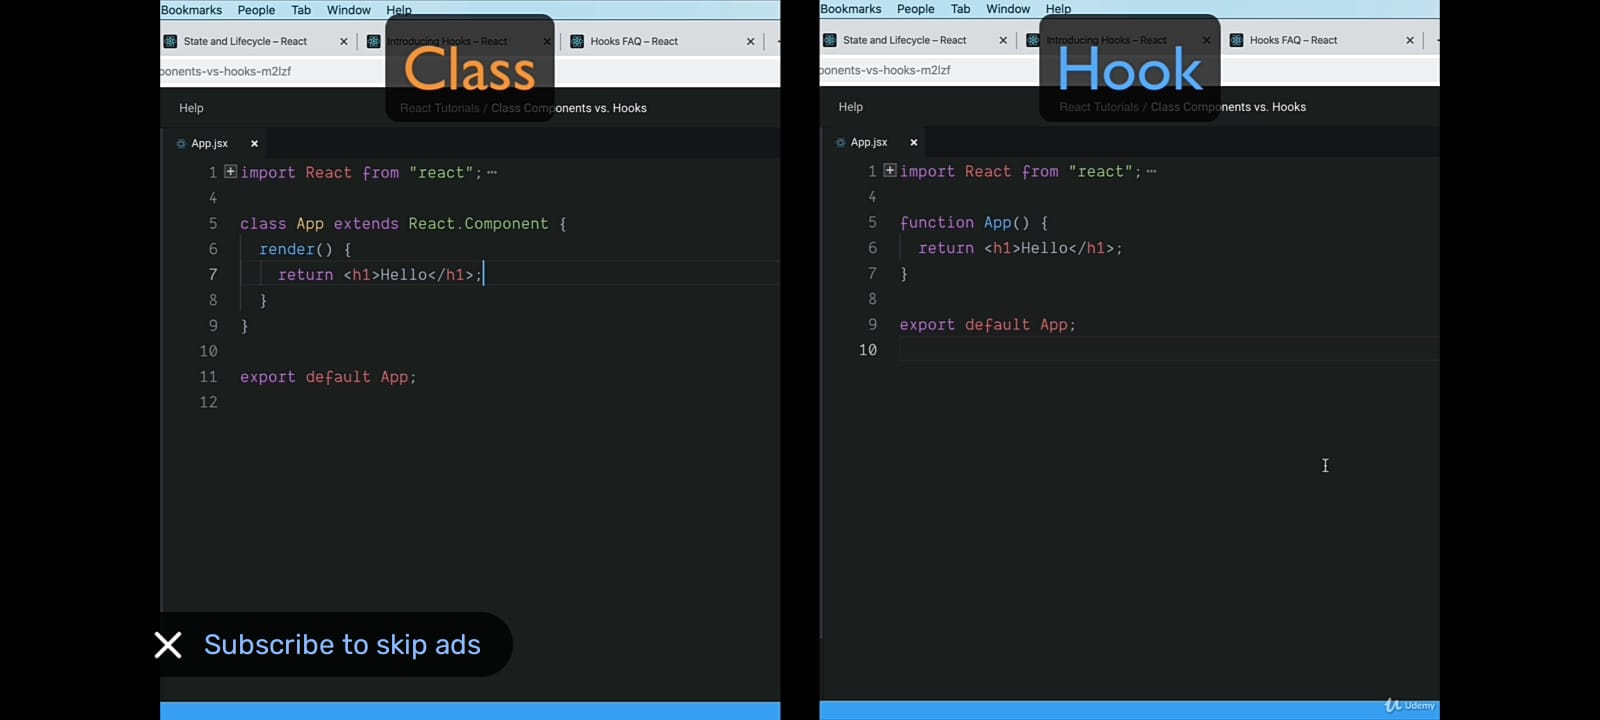 Bookmarks People Tab Window Help
State and Lifecycle – React Introducing Hooks – React Hooks FAQ – React
ponents-vs-hooks-m2lzf
Class
Help React Tutorials / Class Components vs. Hooks
App.jsx
1 import React from "react";
4
5 class App extends React.Component {
6 render() {
7 return <h1>Hello</h1>;
8 }
9 }
10
11 export default App;
12
Subscribe to skip ads
Bookmarks People Tab Window Help
State and Lifecycle – React Introducing Hooks – React Hooks FAQ – React
ponents-vs-hooks-m2lzf
Hook
Help React Tutorials / Class Components vs. Hooks
App.jsx
1 import React from "react";
4
5 function App() {
6 return <h1>Hello</h1>;
7 }
8
9 export default App;
10
Udemy